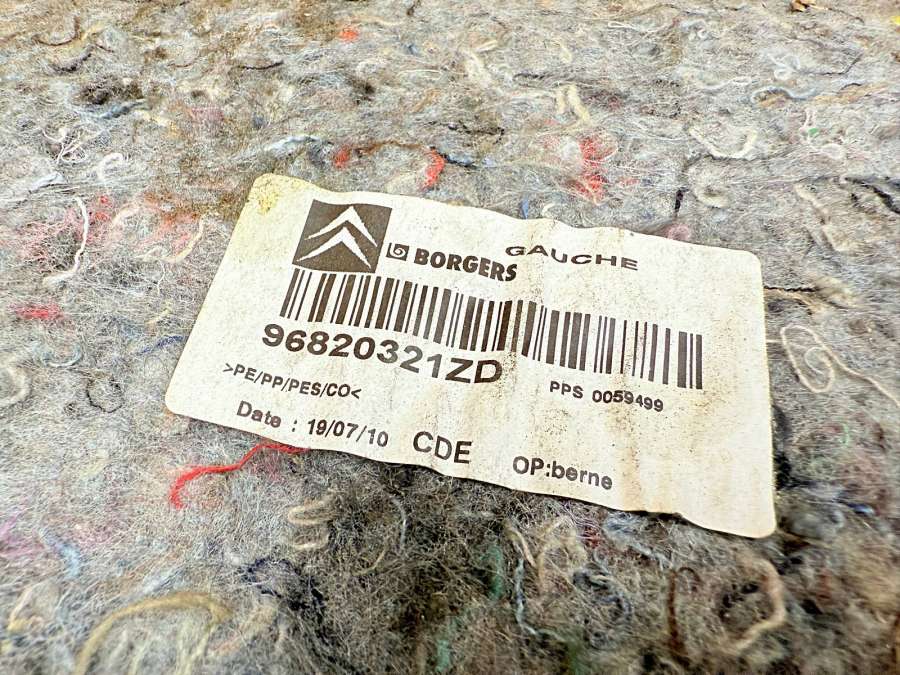 BORGERS GAUCHE
96820321ZD
>PE/PP/PES/CO< PPS 0059499
Date : 19/07/10 CDE OP:berne